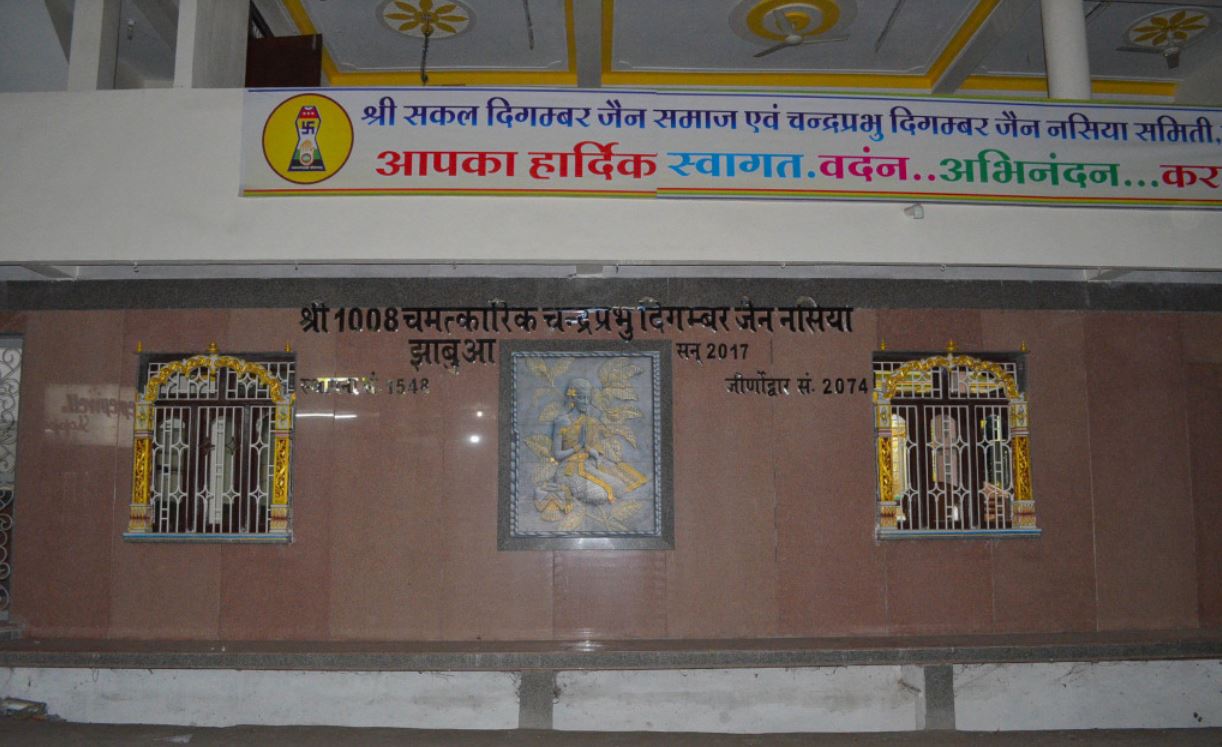 श्री सकल दिगम्बर जैन समाज एवं चन्द्रप्रभु दिगम्बर जैन नसिया समिती,
आपका हार्दिक स्वागत.वदंन..अभिनंदन...कर
श्री 1008 चमत्कारिक चन्द्रप्रभु दिगम्बर जैन नसिया
झाबुआ
सन् 2017
स्थापना सं. 1548
जीर्णोद्वार सं. 2074